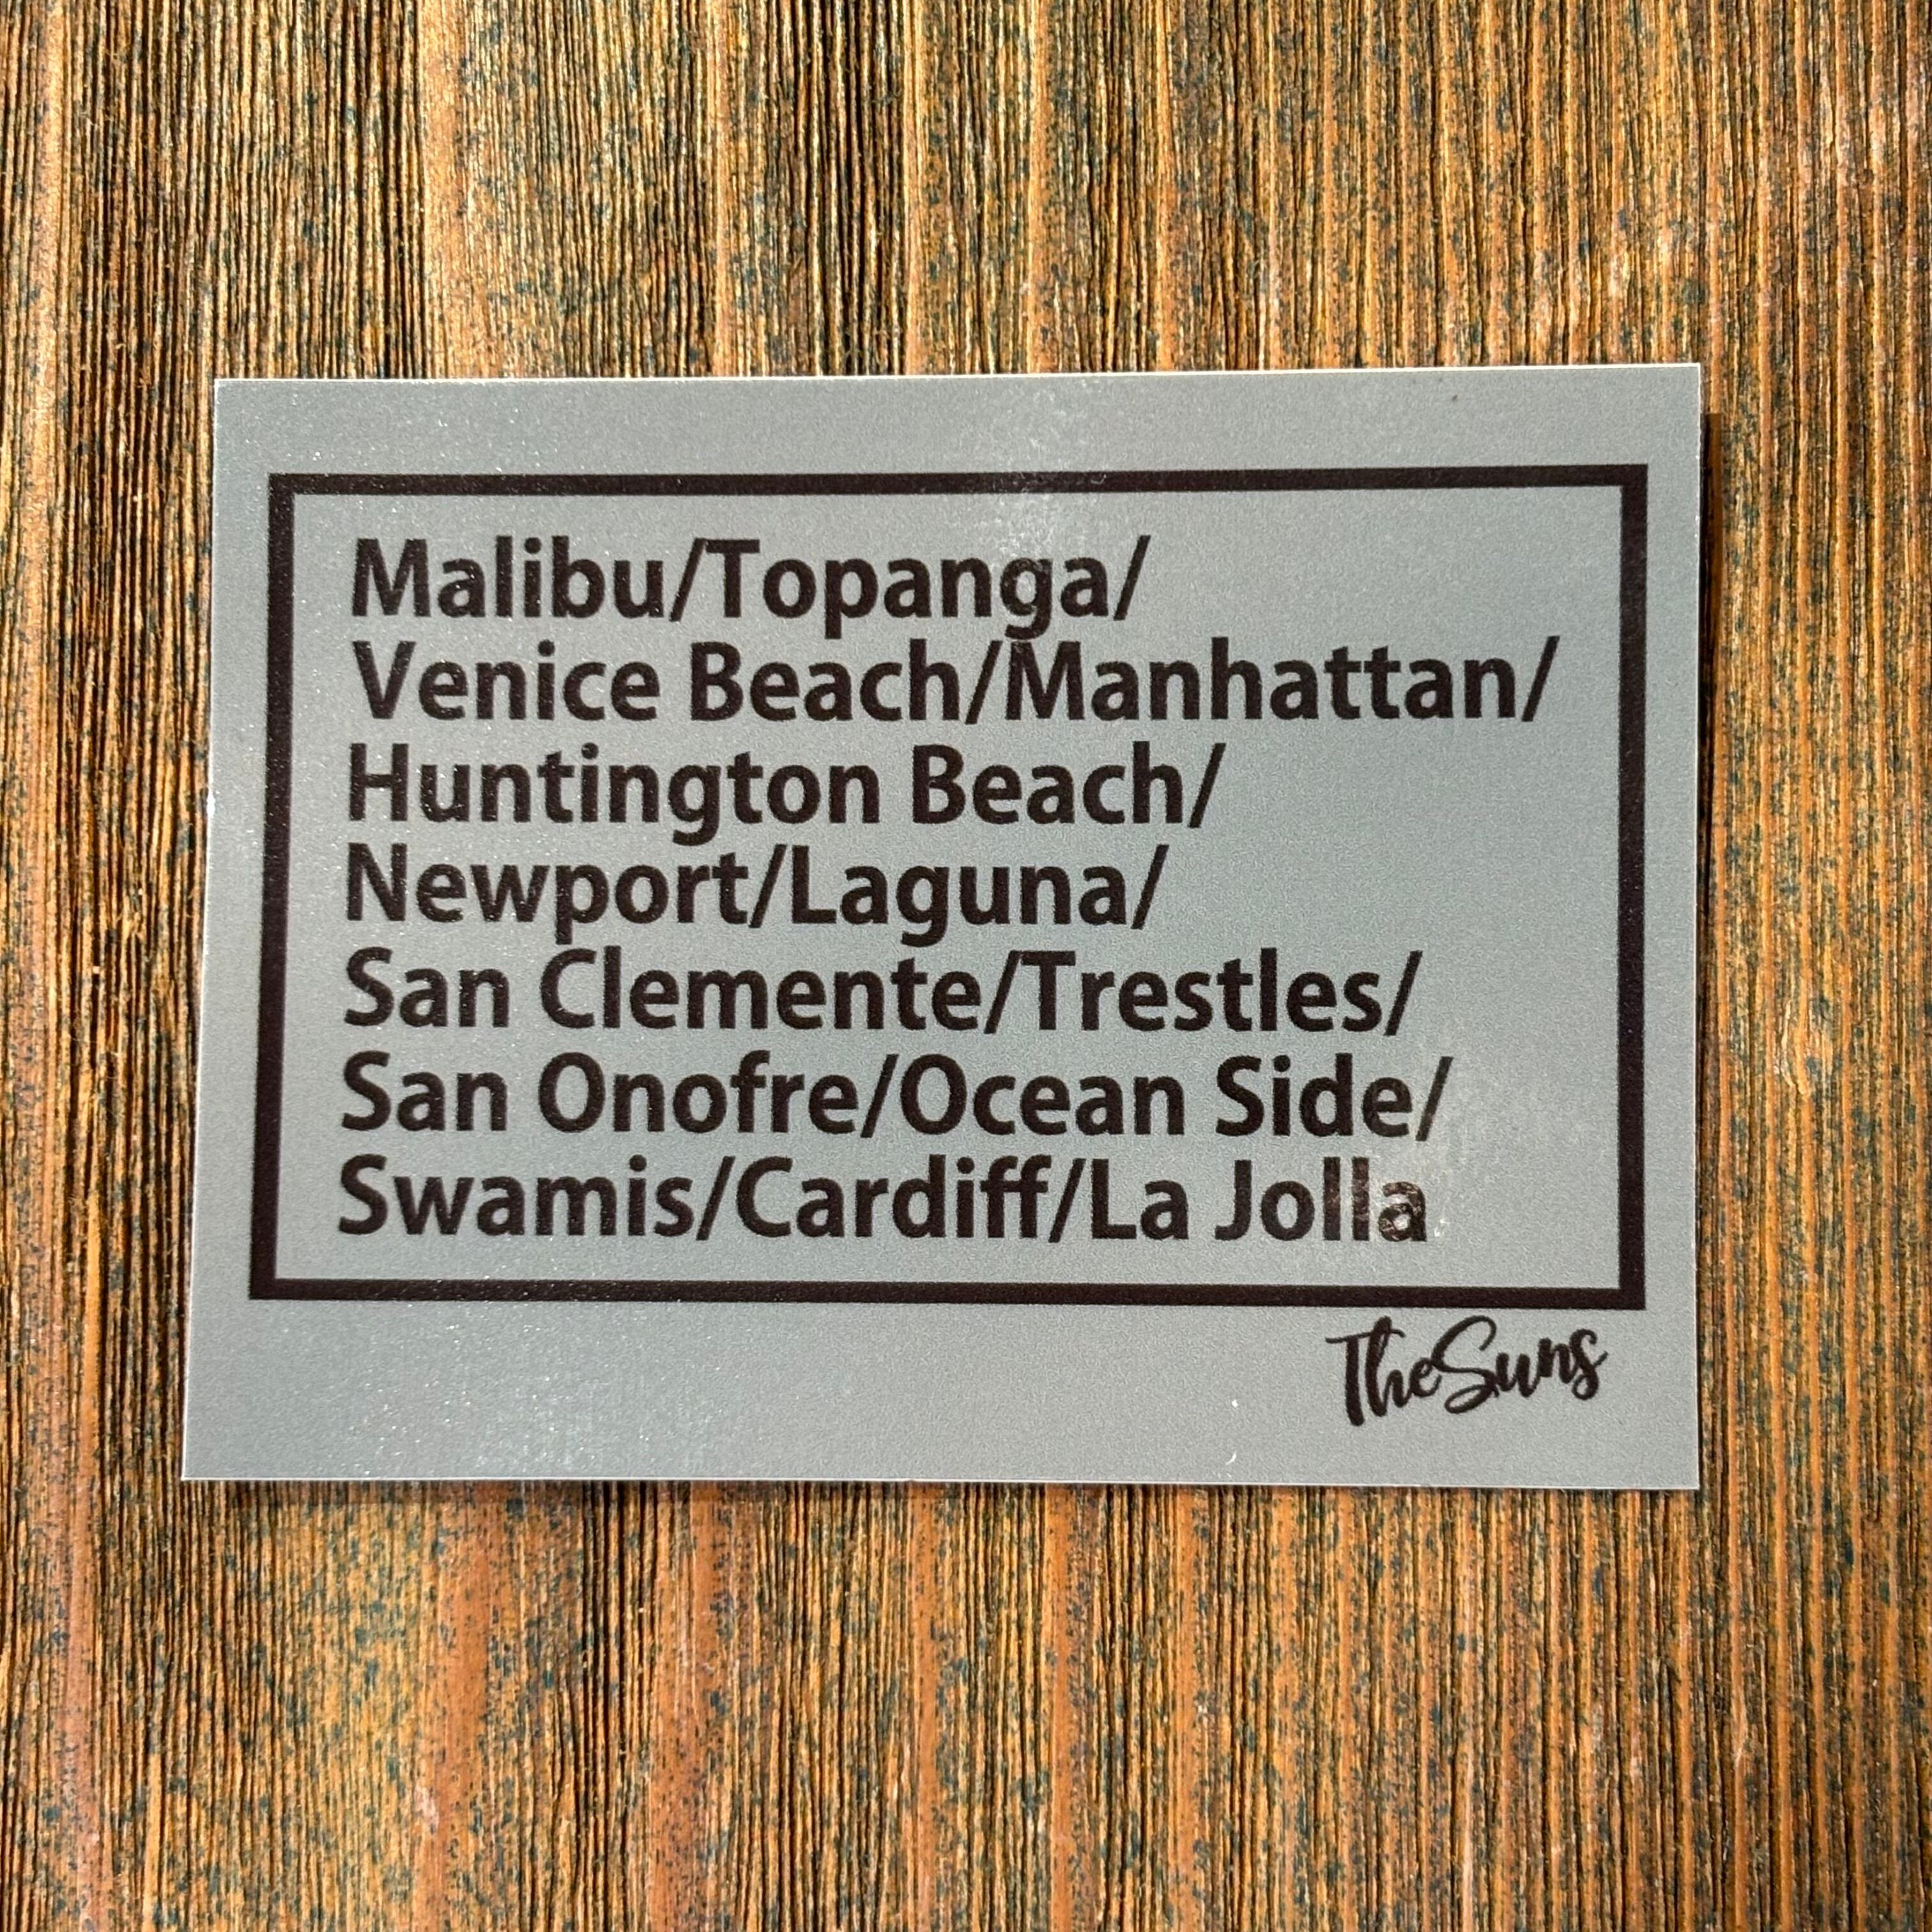 Malibu/Topanga/
Venice Beach/Manhattan/
Huntington Beach/
Newport/Laguna/
San Clemente/Trestles/
San Onofre/Ocean Side/
Swamis/Cardiff/La Jolla
TheSuns